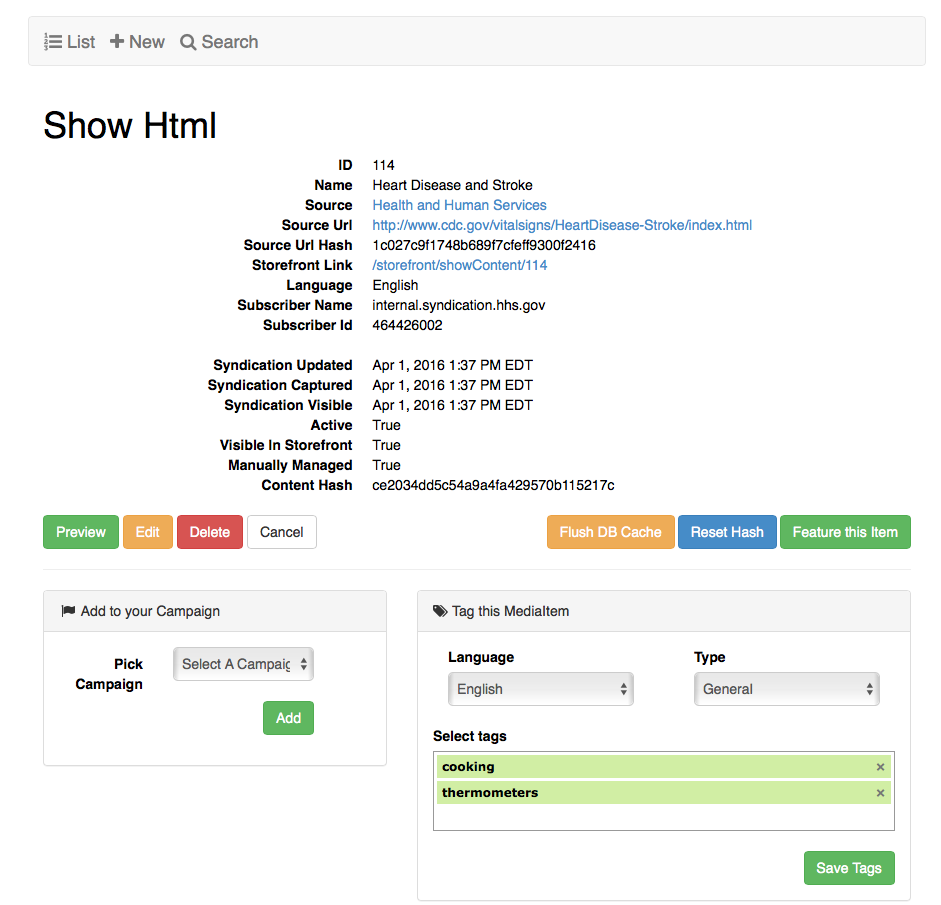 List New Search
Show Html
ID 114
Name Heart Disease and Stroke
Source Health and Human Services
Source Url http://www.cdc.gov/vitalsigns/HeartDisease-Stroke/index.html
Source Url Hash 1c027c9f1748b689f7cfeff9300f2416
Storefront Link /storefront/showContent/114
Language English
Subscriber Name internal.syndication.hhs.gov
Subscriber Id 464426002
Syndication Updated Apr 1, 2016 1:37 PM EDT
Syndication Captured Apr 1, 2016 1:37 PM EDT
Syndication Visible Apr 1, 2016 1:37 PM EDT
Active True
Visible In Storefront True
Manually Managed True
Content Hash ce2034dd5c54a9a4fa429570b115217c
Preview Edit Delete Cancel Flush DB Cache Reset Hash Feature this Item
Add to your Campaign
Pick Campaign
Select A Campaig
Add
Tag this MediaItem
Language Type
English General
Select tags
cooking ×
thermometers ×
Save Tags